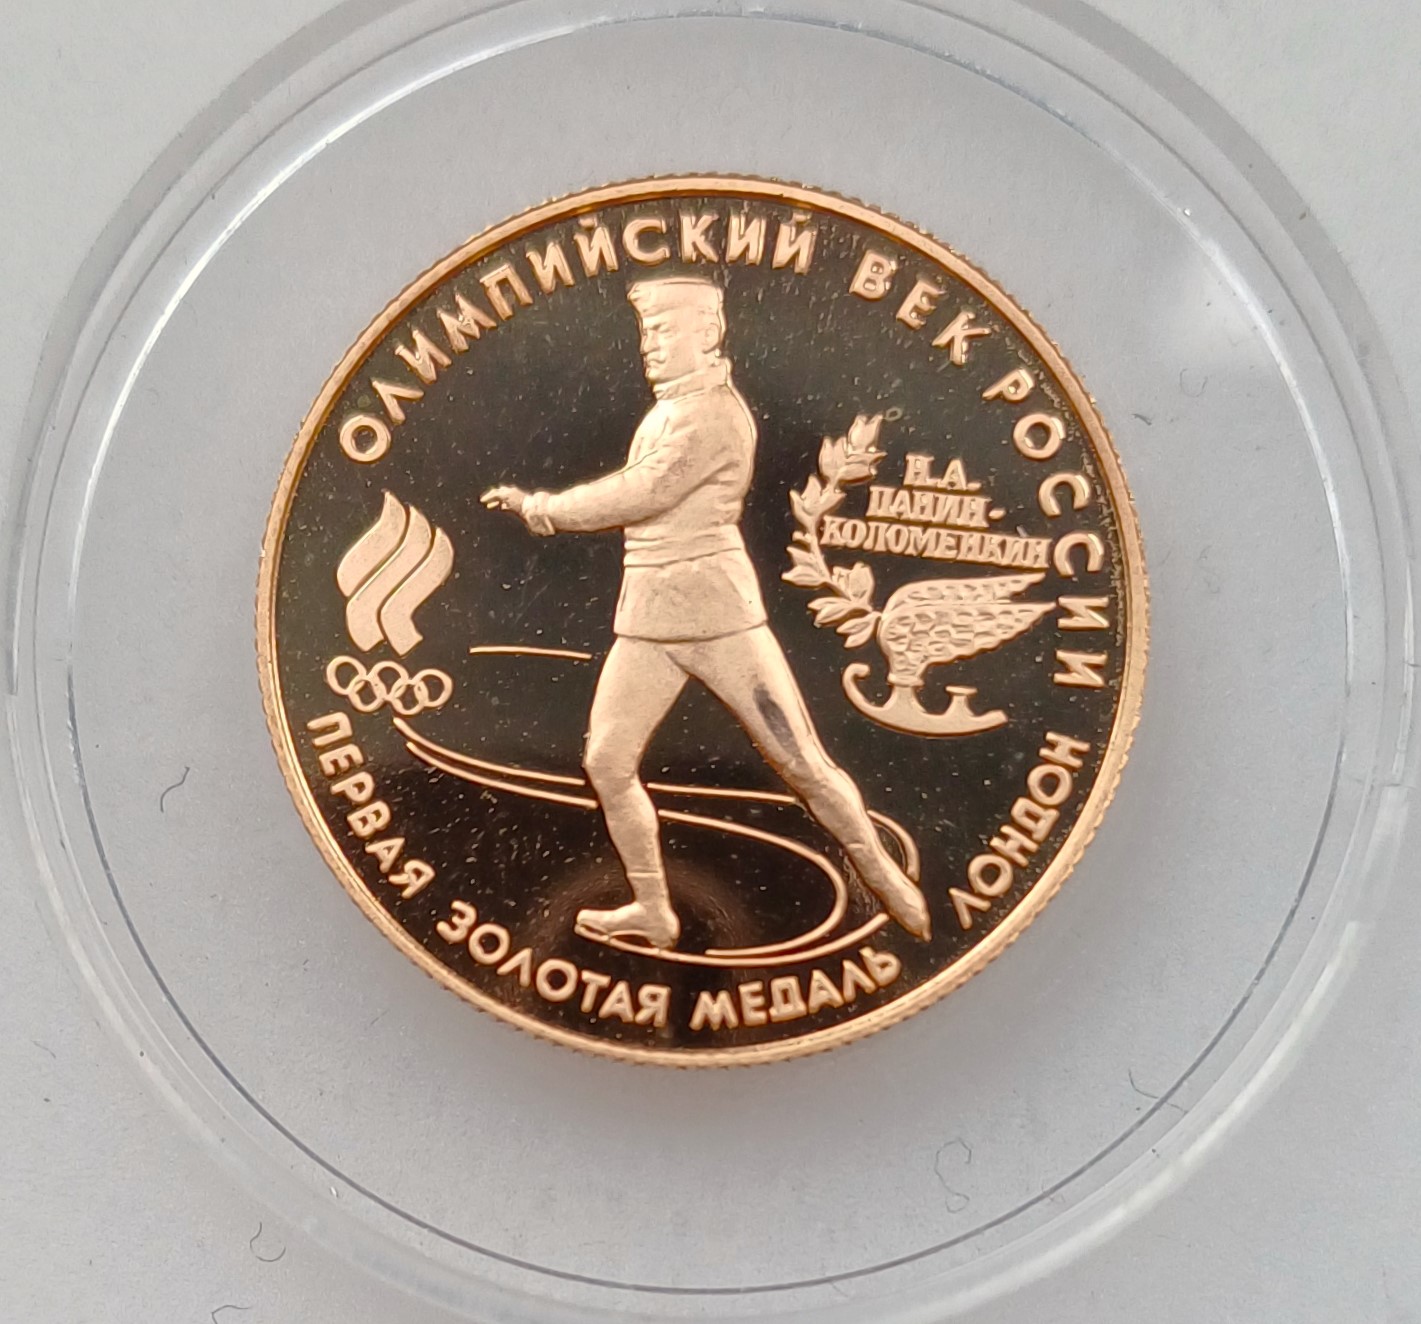 ОЛИМПИЙСКИЙ ВЕК РОССИИ
Н.А.
ПАНИН-
КОЛОМЕНКИН
ПЕРВАЯ ЗОЛОТАЯ МЕДАЛЬ
ЛОНДОН